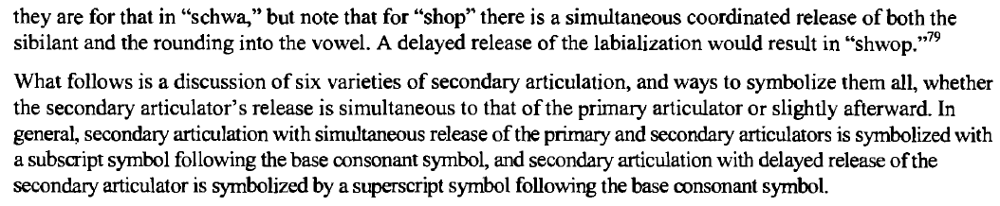 they are for that in “schwa,” but note that for “shop” there is a simultaneous coordinated release of both the
sibilant and the rounding into the vowel. A delayed release of the labialization would result in “shwop.”79
What follows is a discussion of six varieties of secondary articulation, and ways to symbolize them all, whether
the secondary articulator’s release is simultaneous to that of the primary articulator or slightly afterward. In
general, secondary articulation with simultaneous release of the primary and secondary articulators is symbolized with
a subscript symbol following the base consonant symbol, and secondary articulation with delayed release of the
secondary articulator is symbolized by a superscript symbol following the base consonant symbol.